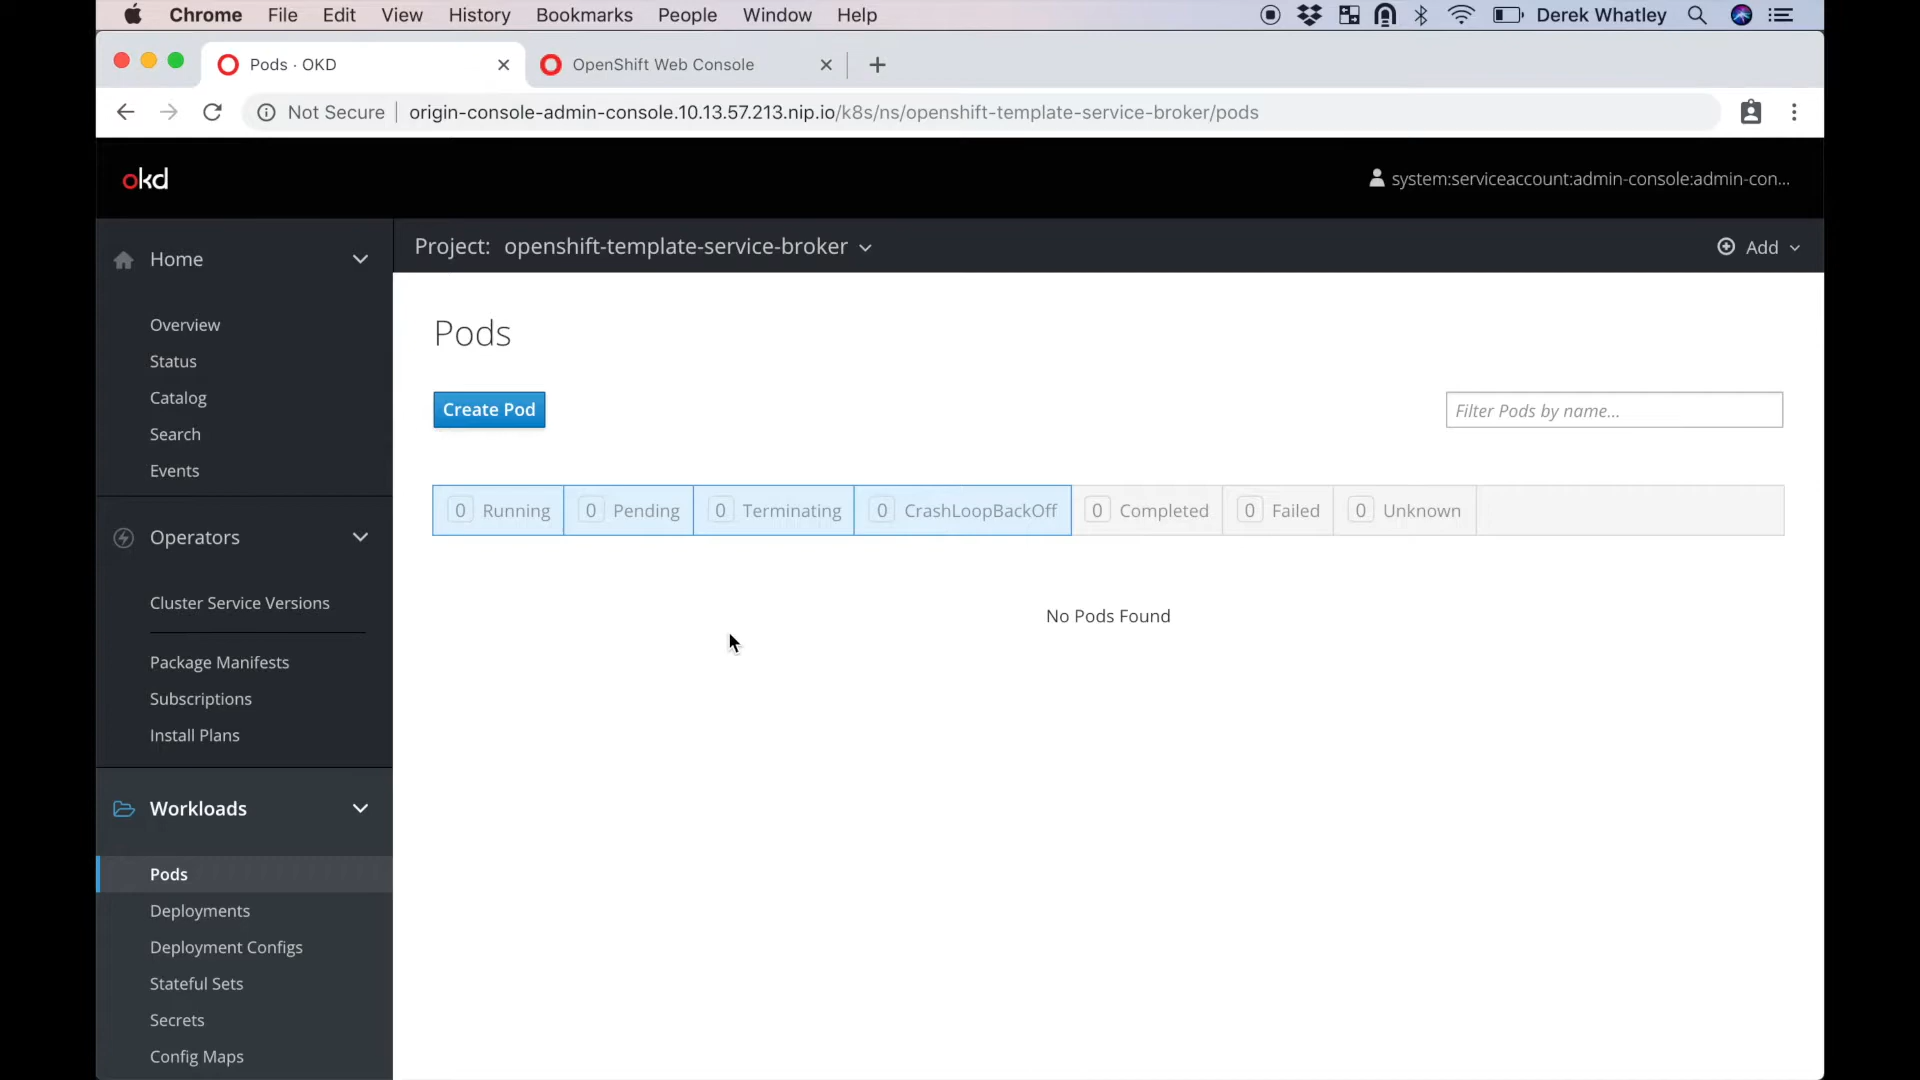 Chrome File Edit View History Bookmarks People Window Help Derek Whatley
Pods · OKD OpenShift Web Console
Not Secure origin-console-admin-console.10.13.57.213.nip.io/k8s/ns/openshift-template-service-broker/pods
okd system:serviceaccount:admin-console:admin-con...
Project: openshift-template-service-broker Add
Home
Overview
Status
Catalog
Search
Events
Operators
Cluster Service Versions
Package Manifests
Subscriptions
Install Plans
Workloads
Pods
Deployments
Deployment Configs
Stateful Sets
Secrets
Config Maps
Pods
Create Pod Filter Pods by name...
0 Running 0 Pending 0 Terminating 0 CrashLoopBackOff 0 Completed 0 Failed 0 Unknown
No Pods Found